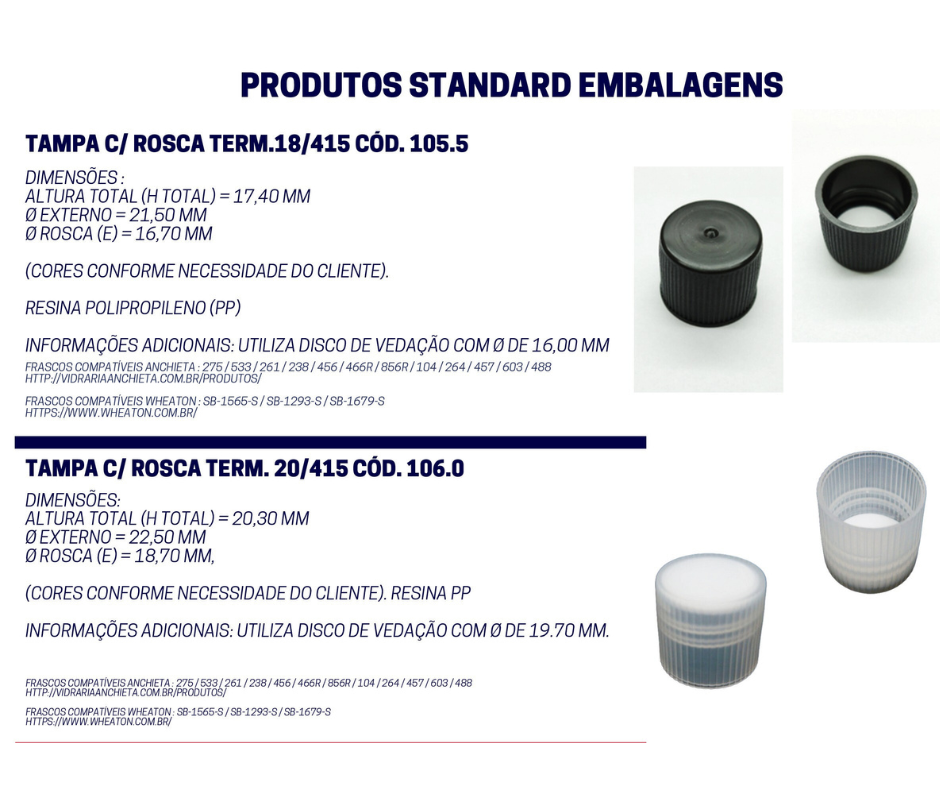 PRODUTOS STANDARD EMBALAGENS
TAMPA C/ ROSCA TERM.18/415 CÓD. 105.5
DIMENSÕES :
ALTURA TOTAL (H TOTAL) = 17,40 MM
Ø EXTERNO = 21,50 MM
Ø ROSCA (E) = 16,70 MM
(CORES CONFORME NECESSIDADE DO CLIENTE).
RESINA POLIPROPILENO (PP)
INFORMAÇÕES ADICIONAIS: UTILIZA DISCO DE VEDAÇÃO COM Ø DE 16,00 MM
FRASCOS COMPATÍVEIS ANCHIETA : 275 / 533 / 261 / 238 / 456 / 466R / 856R / 104 / 264 / 457 / 603 / 488
HTTP://VIDRARIAANCHIETA.COM.BR/PRODUTOS/
FRASCOS COMPATÍVEIS WHEATON : SB-1565-S / SB-1293-S / SB-1679-S
HTTPS://WWW.WHEATON.COM.BR/
TAMPA C/ ROSCA TERM. 20/415 CÓD. 106.0
DIMENSÕES:
ALTURA TOTAL (H TOTAL) = 20,30 MM
Ø EXTERNO = 22,50 MM
Ø ROSCA (E) = 18,70 MM,
(CORES CONFORME NECESSIDADE DO CLIENTE). RESINA PP
INFORMAÇÕES ADICIONAIS: UTILIZA DISCO DE VEDAÇÃO COM Ø DE 19.70 MM.
FRASCOS COMPATÍVEIS ANCHIETA : 275 / 533 / 261 / 238 / 456 / 466R / 856R / 104 / 264 / 457 / 603 / 488
HTTP://VIDRARIAANCHIETA.COM.BR/PRODUTOS/
FRASCOS COMPATÍVEIS WHEATON : SB-1565-S / SB-1293-S / SB-1679-S
HTTPS://WWW.WHEATON.COM.BR/